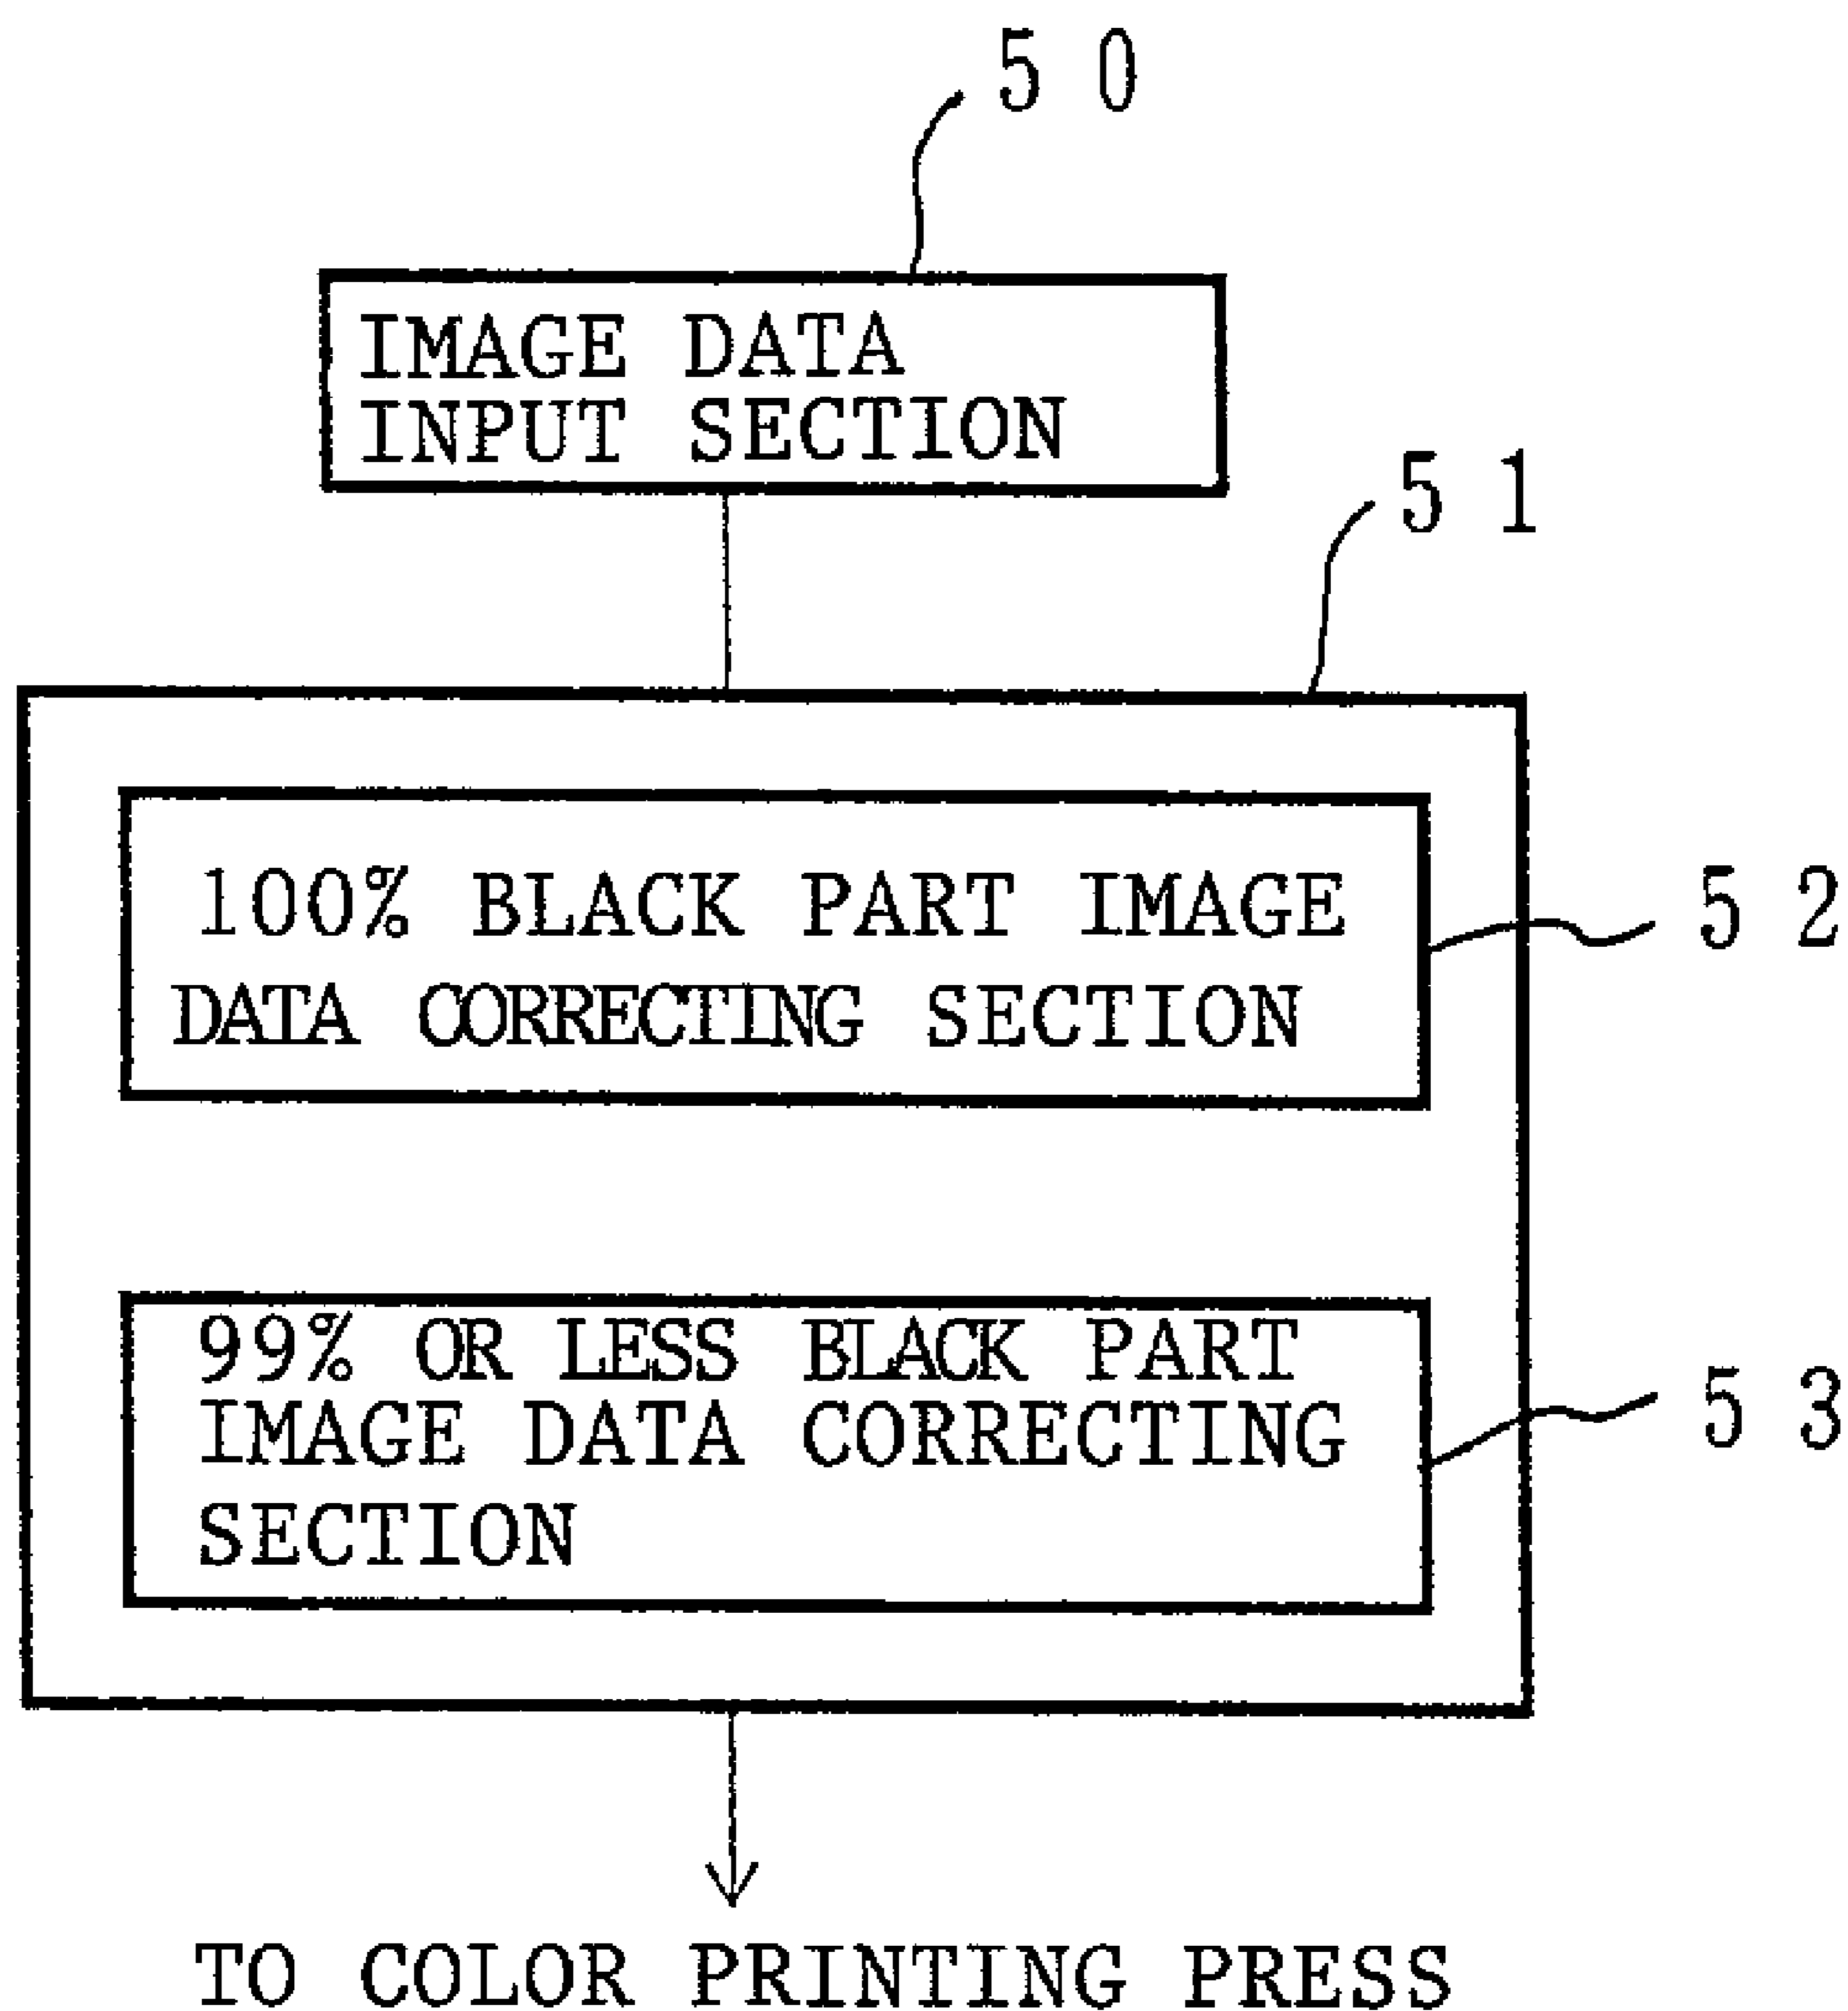 50
IMAGE DATA
INPUT SECTION
51
100% BLACK PART IMAGE
DATA CORRECTING SECTION
52
99% OR LESS BLACK PART
IMAGE DATA CORRECTING
SECTION
53
TO COLOR PRINTING PRESS